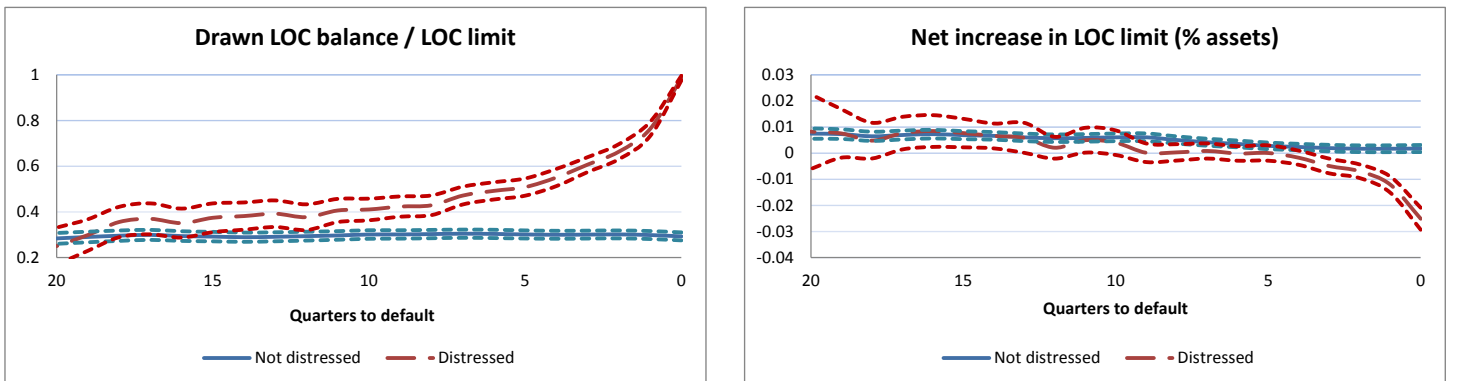 Drawn LOC balance / LOC limit
1
0.8
0.6
0.4
0.2
20
15
10
5
0
Quarters to default
Not distressed
Distressed
Net increase in LOC limit (% assets)
0.03
0.02
0.01
0
-0.01
-0.02
-0.03
-0.04
20
15
10
5
0
Quarters to default
Not distressed
Distressed